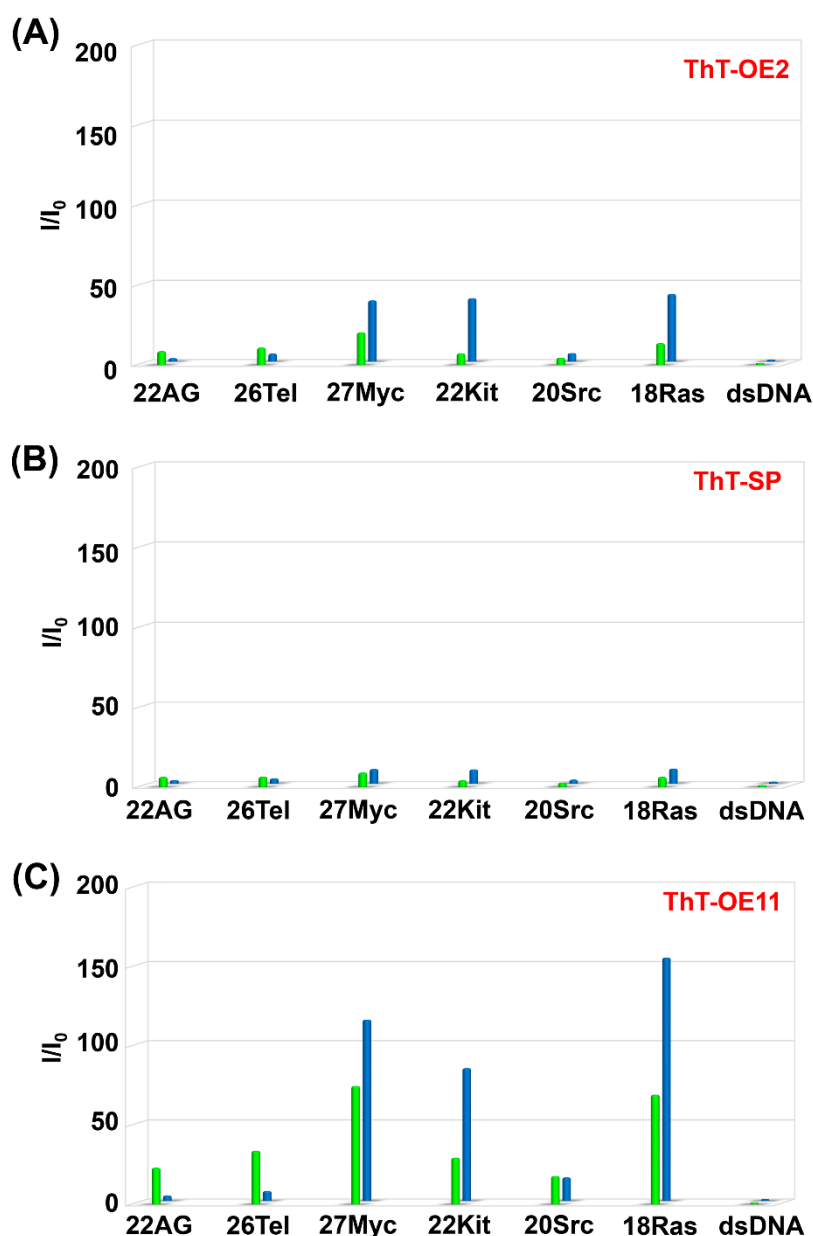 (A)
200
ThT-OE2
150
100
I/I₀
50
0
22AG 26Tel 27Myc 22Kit 20Src 18Ras dsDNA
(B)
200
ThT-SP
150
100
I/I₀
50
0
22AG 26Tel 27Myc 22Kit 20Src 18Ras dsDNA
(C)
200
ThT-OE11
150
100
I/I₀
50
0
22AG 26Tel 27Myc 22Kit 20Src 18Ras dsDNA